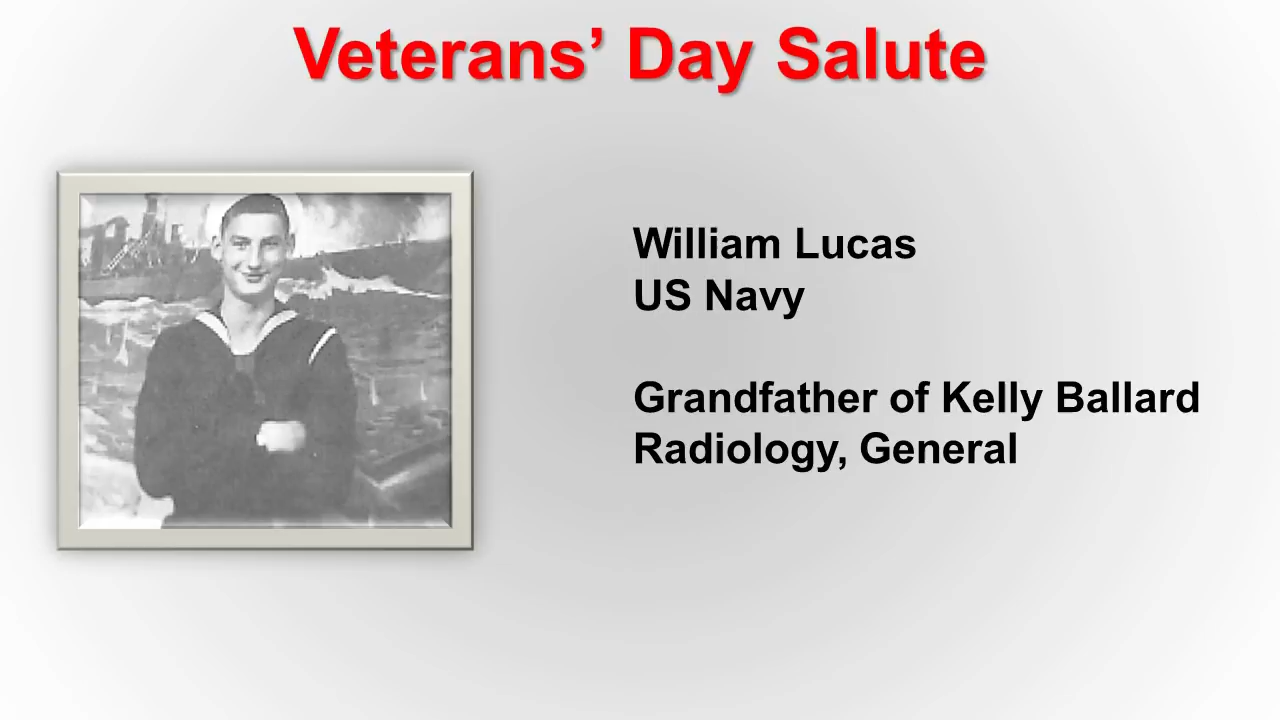 Veterans’ Day Salute
William Lucas
US Navy
Grandfather of Kelly Ballard
Radiology, General